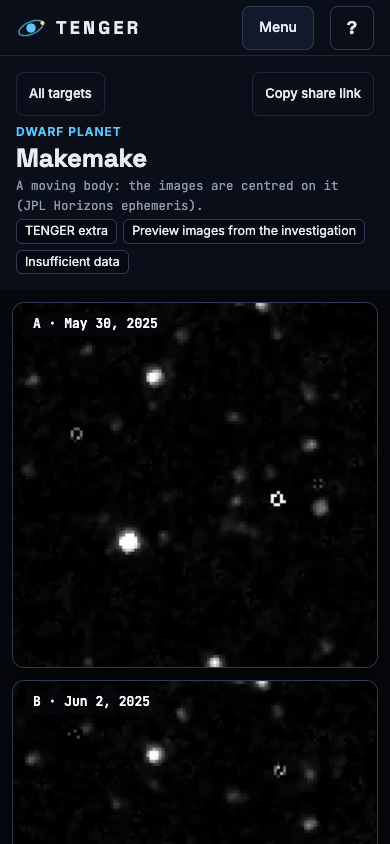 TENGER
Menu
?
All targets
Copy share link
DWARF PLANET
Makemake
A moving body: the images are centred on it
(JPL Horizons ephemeris).
TENGER extra
Preview images from the investigation
Insufficient data
A · May 30, 2025
B · Jun 2, 2025